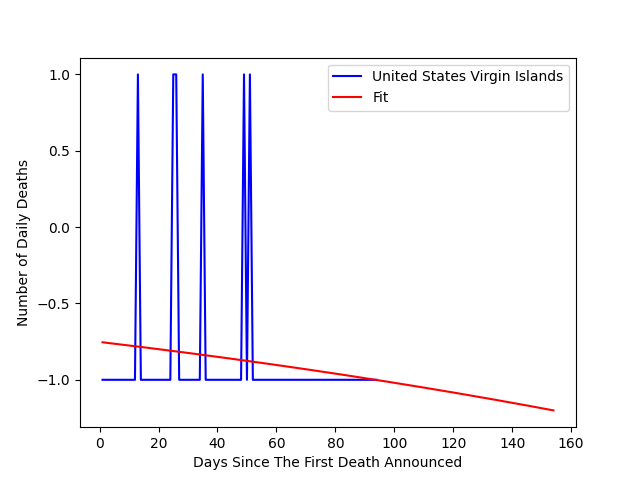 United States Virgin Islands
Fit
Number of Daily Deaths
1.0
0.5
0.0
−0.5
−1.0
0 20 40 60 80 100 120 140 160
Days Since The First Death Announced